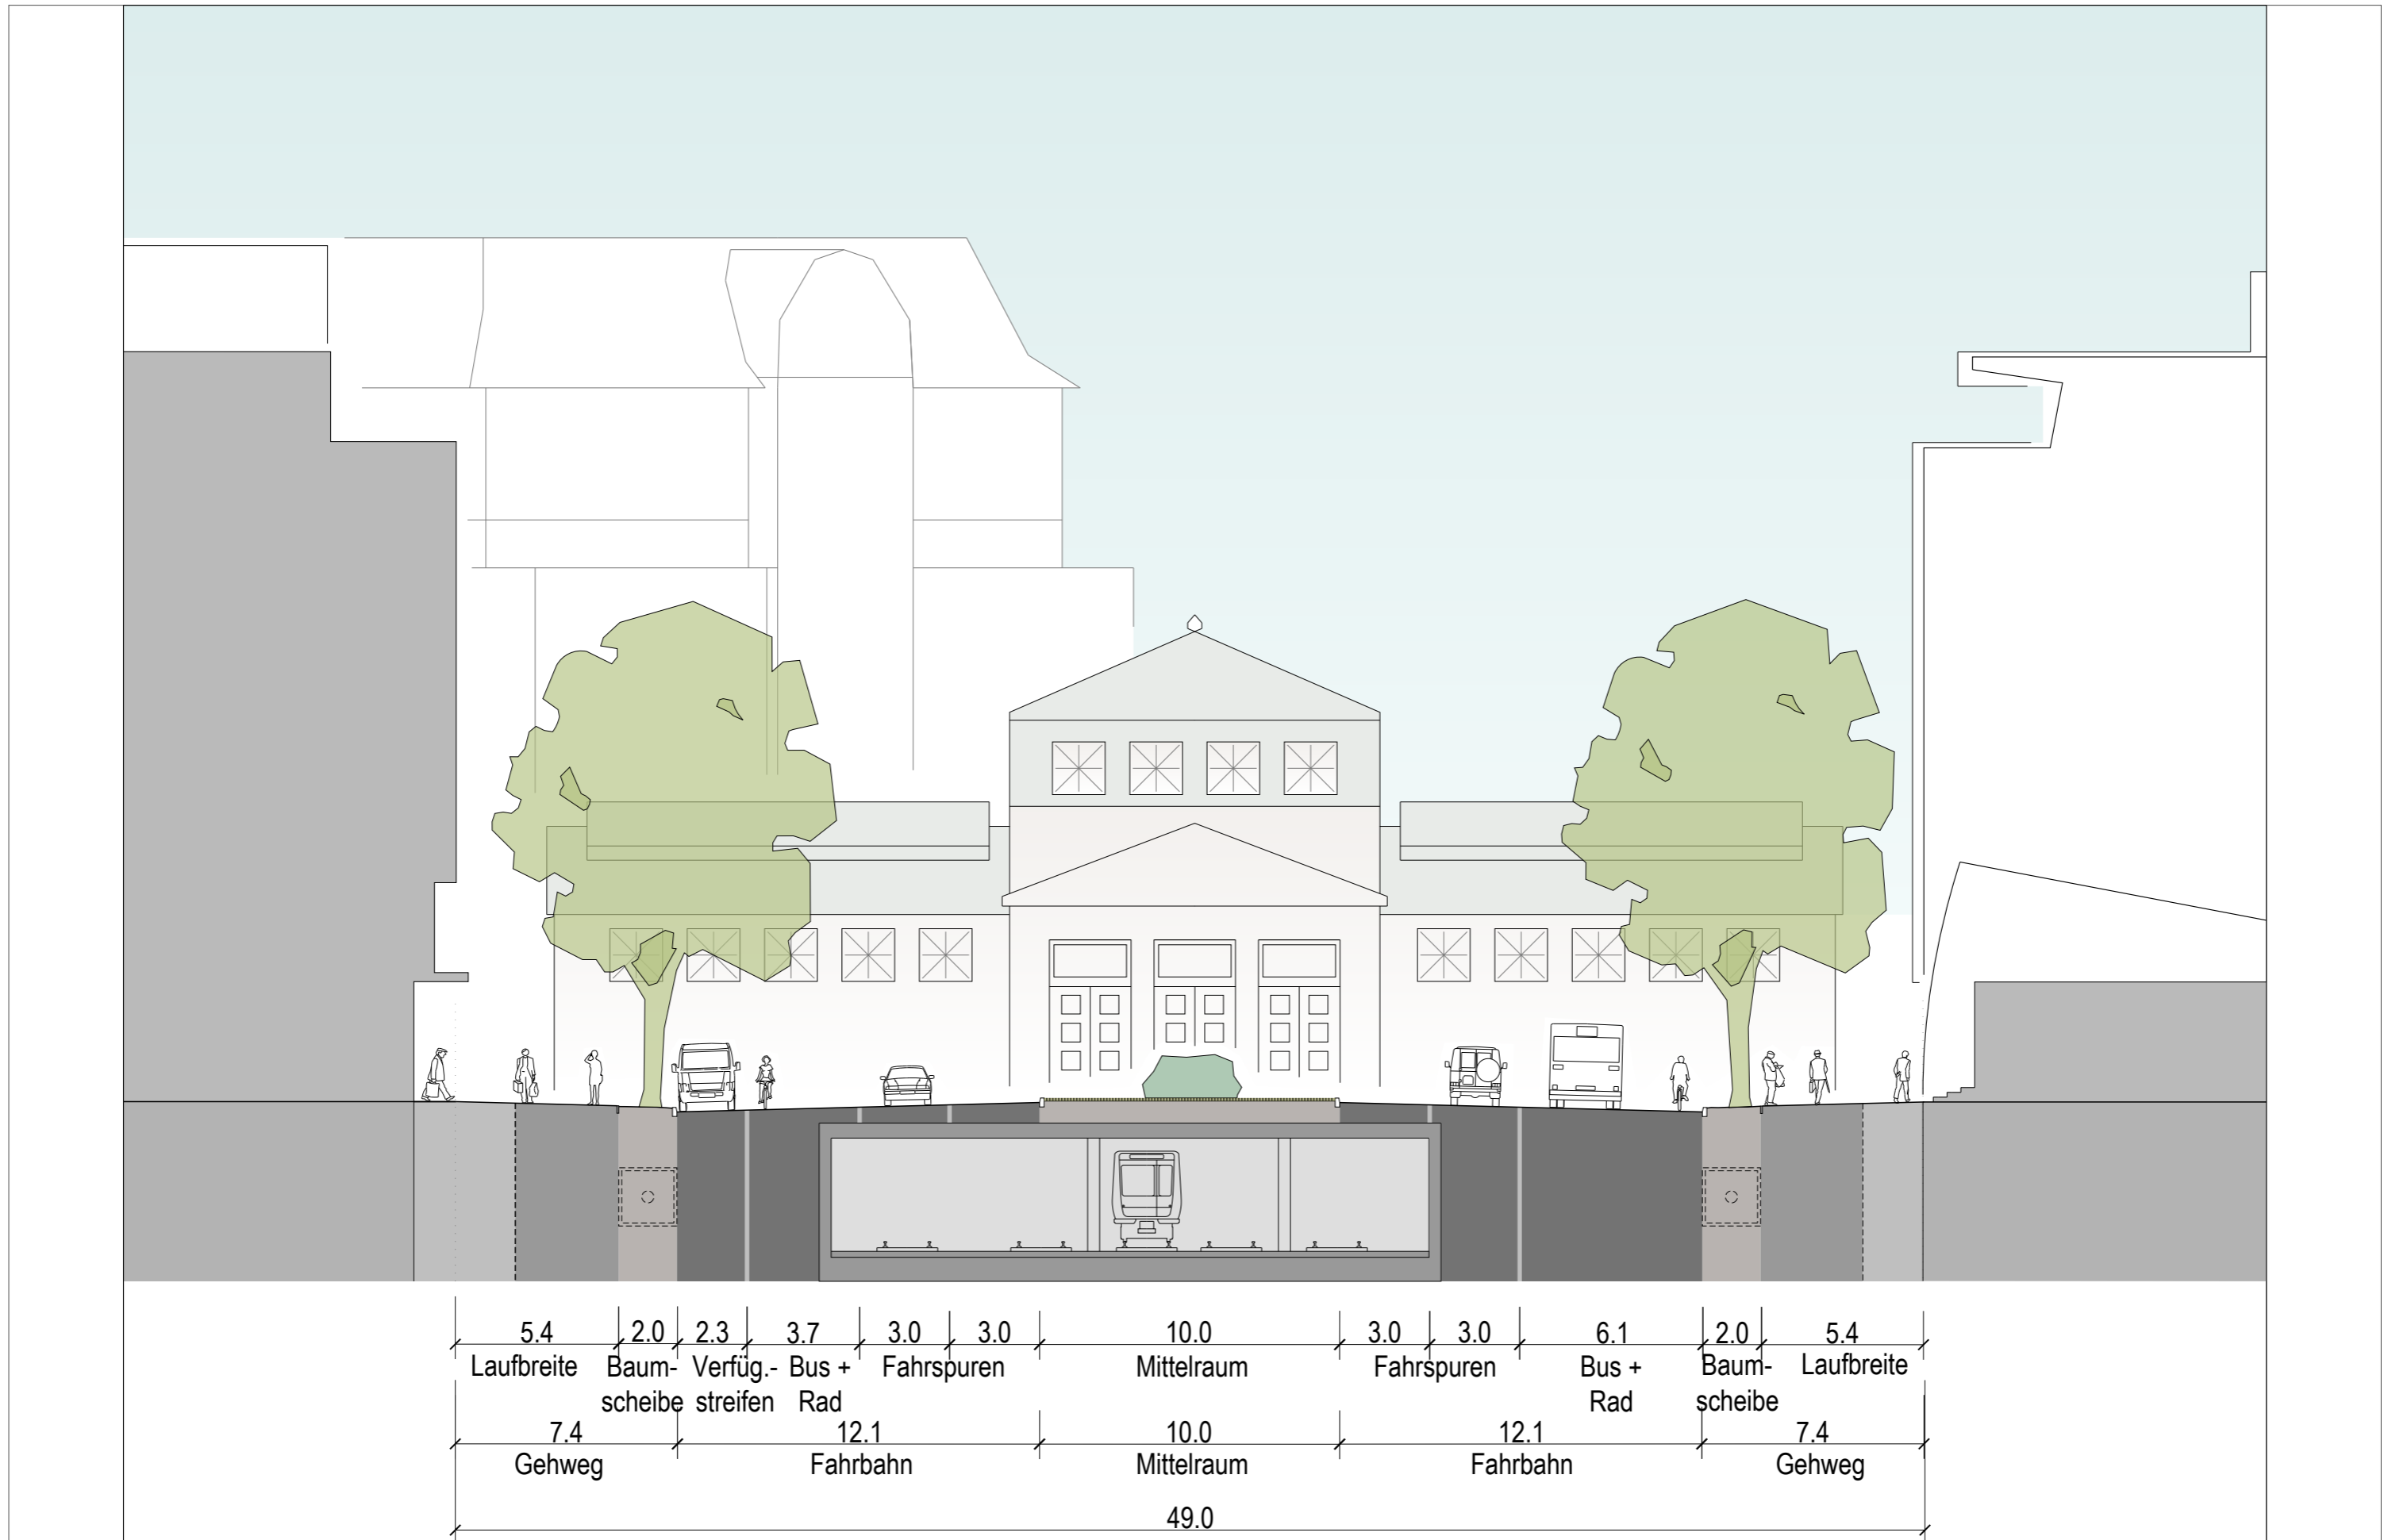 5.4 2.0 2.3 3.7 3.0 3.0 10.0 3.0 3.0 6.1 2.0 5.4
Laufbreite Baum- Verfüg.- Bus + Fahrspuren Mittelraum Fahrspuren Bus + Baum- Laufbreite
scheibe streifen Rad Rad scheibe
7.4 12.1 10.0 12.1 7.4
Gehweg Fahrbahn Mittelraum Fahrbahn Gehweg
49.0